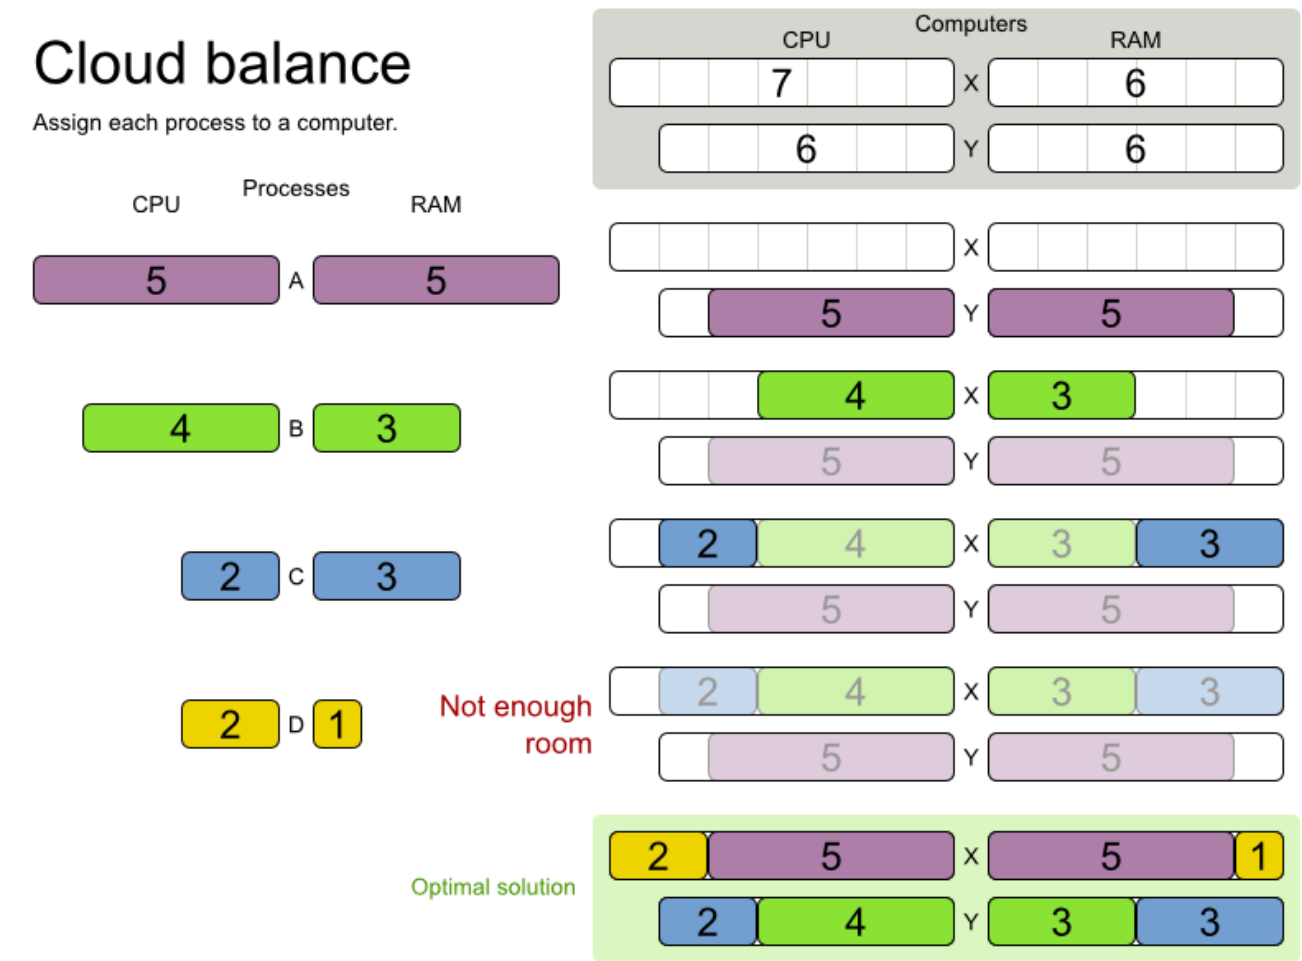 Cloud balance
Assign each process to a computer.
Computers
CPU RAM
7 X 6
6 Y 6
Processes
CPU RAM
5 A 5
4 B 3
2 C 3
2 D 1
X
5 Y 5
4 X 3
5 Y 5
2 4 X 3 3
5 Y 5
Not enough
room
2 4 X 3 3
5 Y 5
Optimal solution
2 5 X 5 1
2 4 Y 3 3